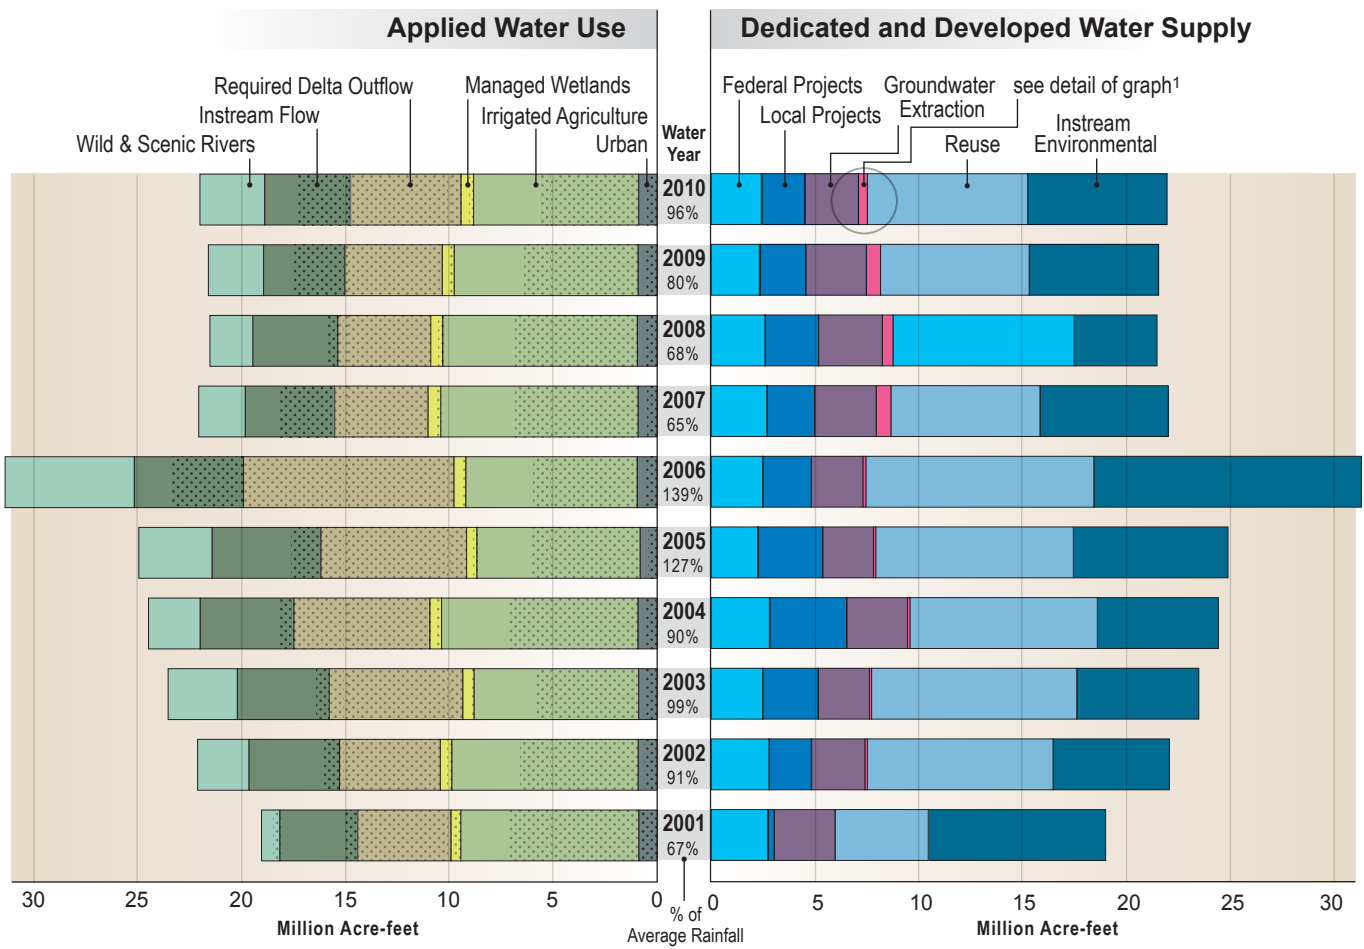 Applied Water Use
Dedicated and Developed Water Supply
Required Delta Outflow
Managed Wetlands
Instream Flow
Irrigated Agriculture
Wild & Scenic Rivers
Urban
Water
Year
Federal Projects
Groundwater
Extraction
see detail of graph¹
Local Projects
Reuse
Instream
Environmental
2010
96%
2009
80%
2008
68%
2007
65%
2006
139%
2005
127%
2004
90%
2003
99%
2002
91%
2001
67%
30 25 20 15 10 5 0
Million Acre-feet
% of
Average Rainfall
0 5 10 15 20 25 30
Million Acre-feet